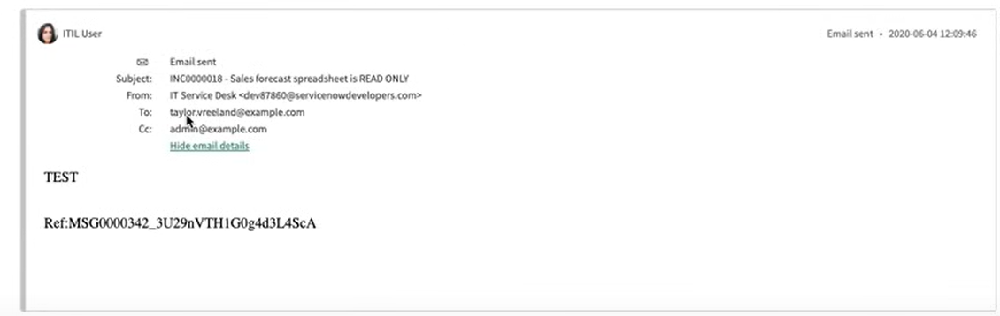 ITIL User
Email sent • 2020-06-04 12:09:46
Email sent
Subject: INC0000018 - Sales forecast spreadsheet is READ ONLY
From: IT Service Desk <dev87860@servicenowdevelopers.com>
To: taylor.vreeland@example.com
Cc: admin@example.com
Hide email details
TEST
Ref:MSG0000342_3U29nVTH1G0g4d3L4ScA